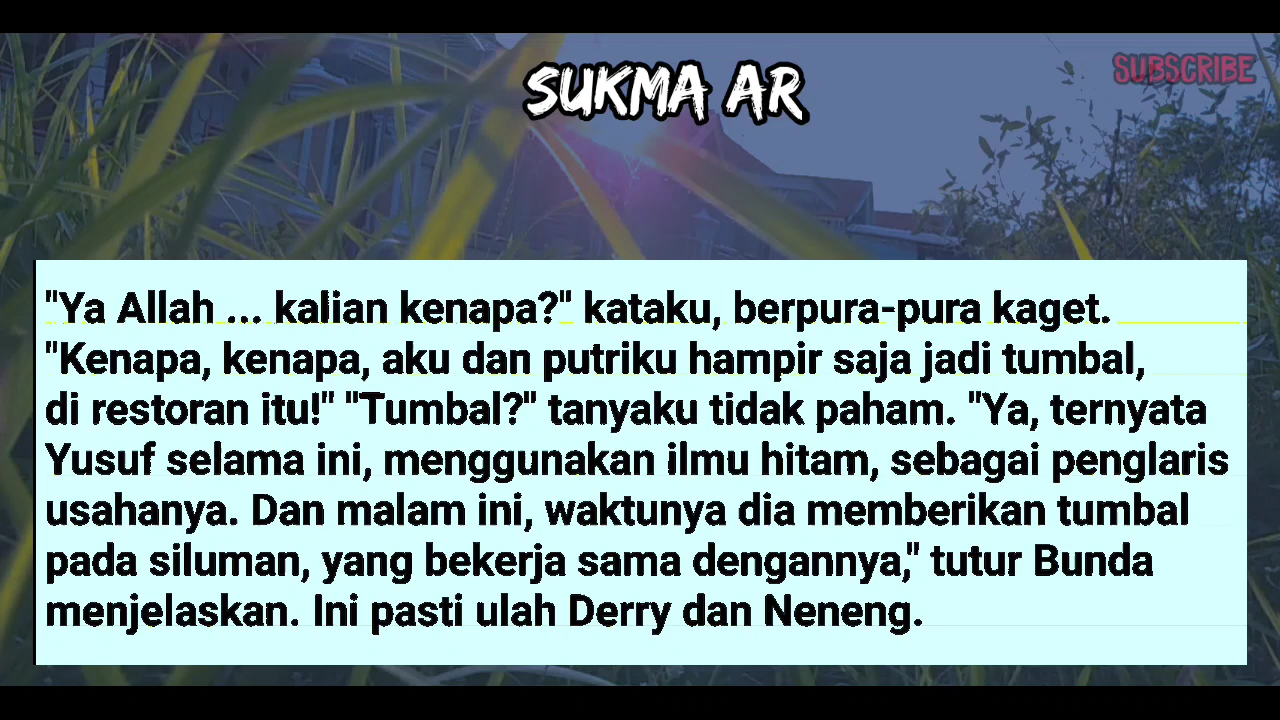 SUKMA AR
SUBSCRIBE
"Ya Allah ... kalian kenapa?" kataku, berpura-pura kaget.
"Kenapa, kenapa, aku dan putriku hampir saja jadi tumbal,
di restoran itu!" "Tumbal?" tanyaku tidak paham. "Ya, ternyata
Yusuf selama ini, menggunakan ilmu hitam, sebagai penglaris
usahanya. Dan malam ini, waktunya dia memberikan tumbal
pada siluman, yang bekerja sama dengannya," tutur Bunda
menjelaskan. Ini pasti ulah Derry dan Neneng.